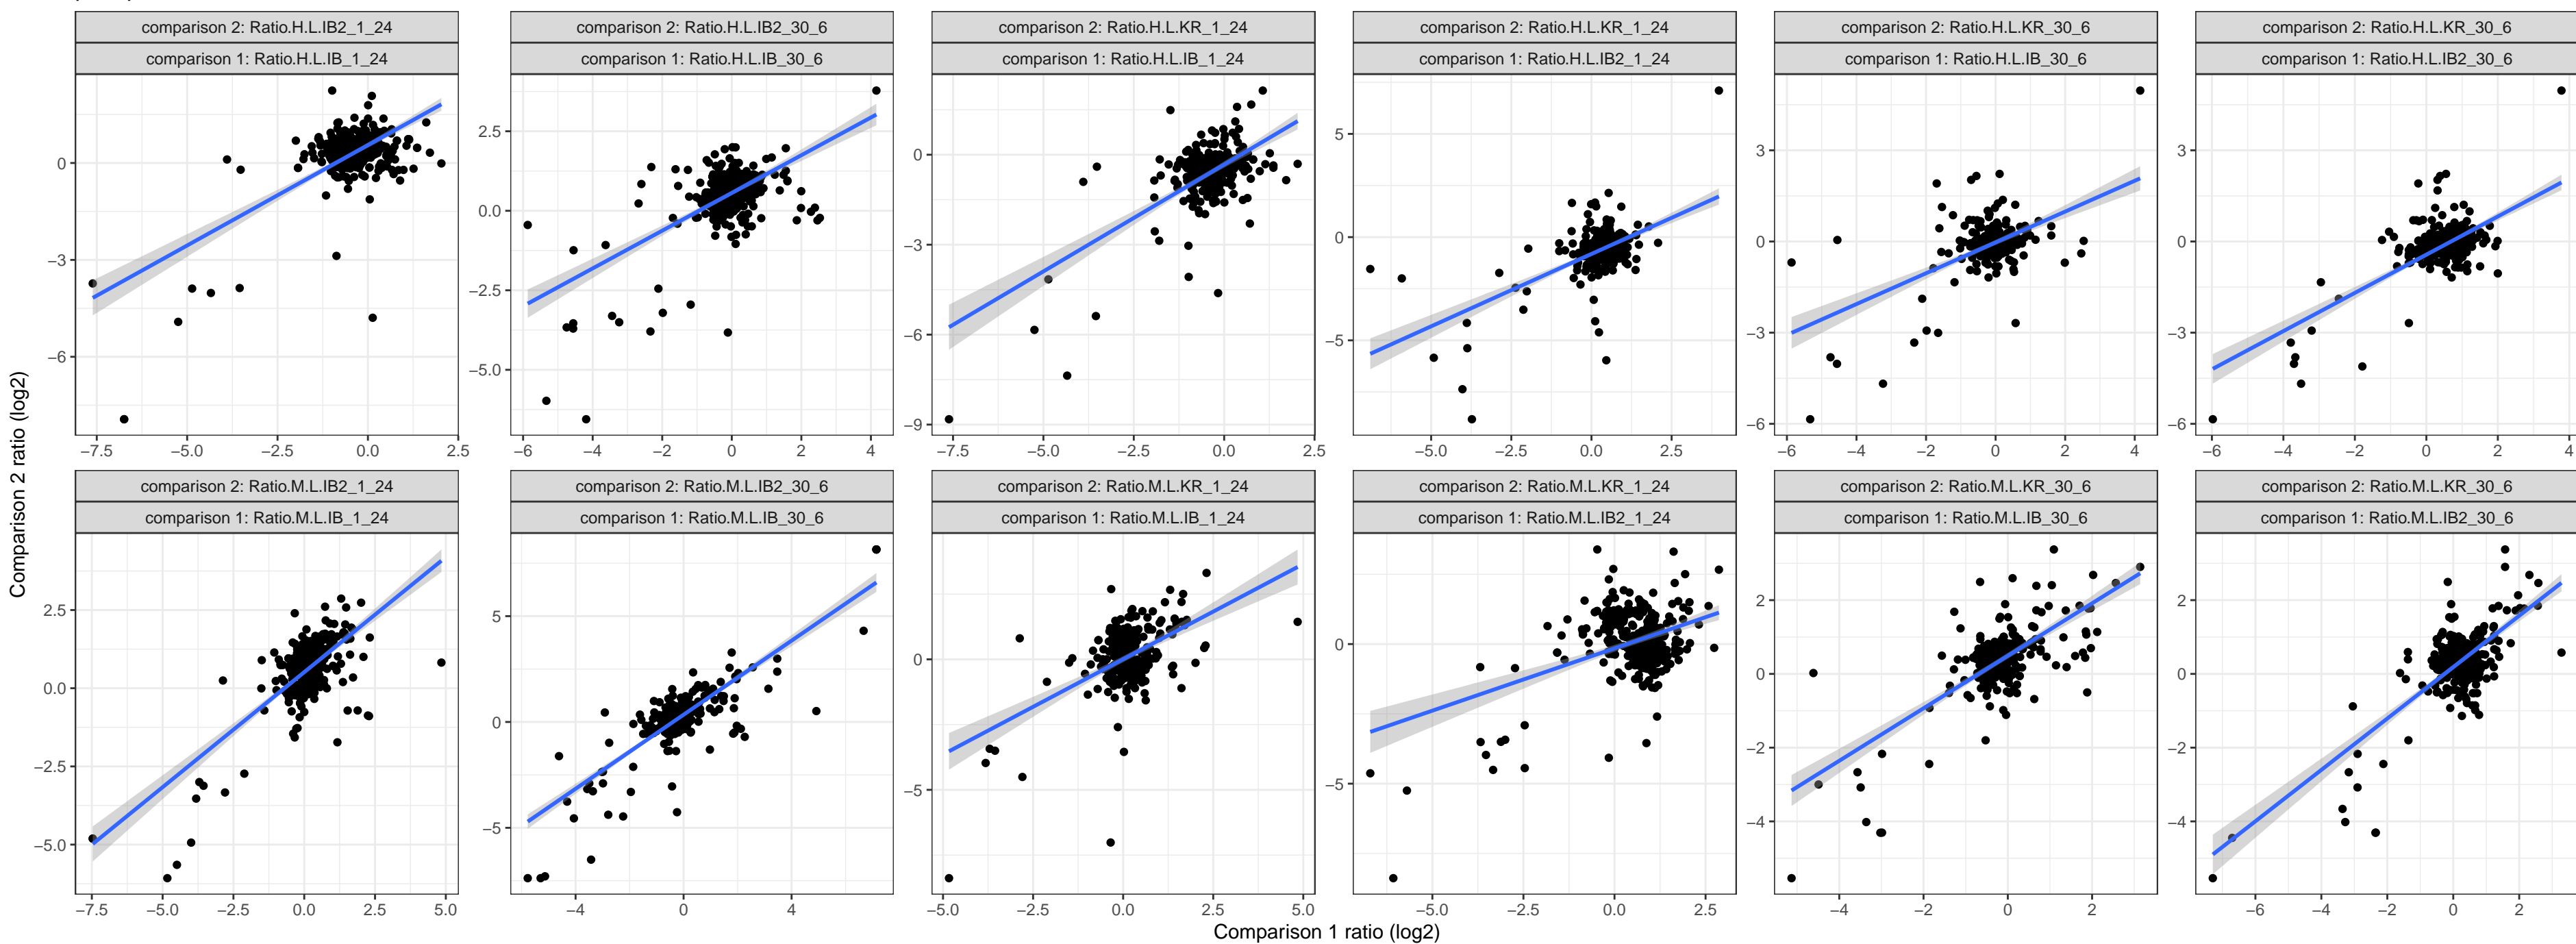 comparison 2: Ratio.H.L.IB2_1_24
comparison 1: Ratio.H.L.IB_1_24
0
−3
−6
−7.5 −5.0 −2.5 0.0 2.5
comparison 2: Ratio.H.L.IB2_30_6
comparison 1: Ratio.H.L.IB_30_6
2.5
0.0
−2.5
−5.0
−6 −4 −2 0 2 4
comparison 2: Ratio.H.L.KR_1_24
comparison 1: Ratio.H.L.IB_1_24
0
−3
−6
−9
−7.5 −5.0 −2.5 0.0 2.5
comparison 2: Ratio.H.L.KR_1_24
comparison 1: Ratio.H.L.IB2_1_24
5
0
−5
−5.0 −2.5 0.0 2.5
comparison 2: Ratio.H.L.KR_30_6
comparison 1: Ratio.H.L.IB_30_6
3
0
−3
−6
−6 −4 −2 0 2 4
comparison 2: Ratio.H.L.KR_30_6
comparison 1: Ratio.H.L.IB2_30_6
3
0
−3
−6
−6 −4 −2 0 2 4
comparison 2: Ratio.M.L.IB2_1_24
comparison 1: Ratio.M.L.IB_1_24
2.5
0.0
−2.5
−5.0
−7.5 −5.0 −2.5 0.0 2.5 5.0
comparison 2: Ratio.M.L.IB2_30_6
comparison 1: Ratio.M.L.IB_30_6
5
0
−5
−4 0 4
comparison 2: Ratio.M.L.KR_1_24
comparison 1: Ratio.M.L.IB_1_24
0
−5
−5.0 −2.5 0.0 2.5 5.0
comparison 2: Ratio.M.L.KR_1_24
comparison 1: Ratio.M.L.IB2_1_24
0
−5
−5.0 −2.5 0.0 2.5
comparison 2: Ratio.M.L.KR_30_6
comparison 1: Ratio.M.L.IB_30_6
2
0
−2
−4
−4 −2 0 2
comparison 2: Ratio.M.L.KR_30_6
comparison 1: Ratio.M.L.IB2_30_6
2
0
−2
−4
−6 −4 −2 0 2
Comparison 2 ratio (log2)
Comparison 1 ratio (log2)